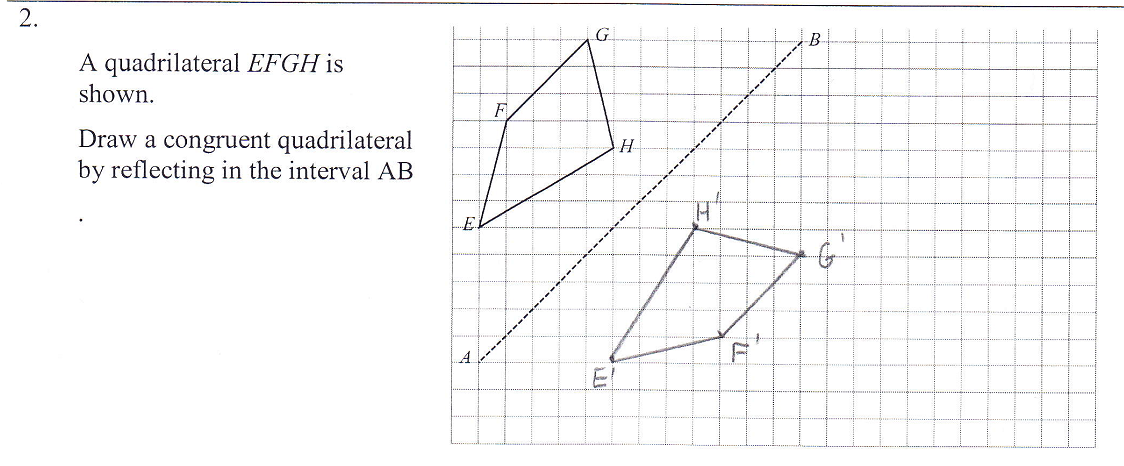 2.
A quadrilateral EFGH is
shown.
Draw a congruent quadrilateral
by reflecting in the interval AB
.
G
B
F
H
E
H'
G'
A
F'
E'